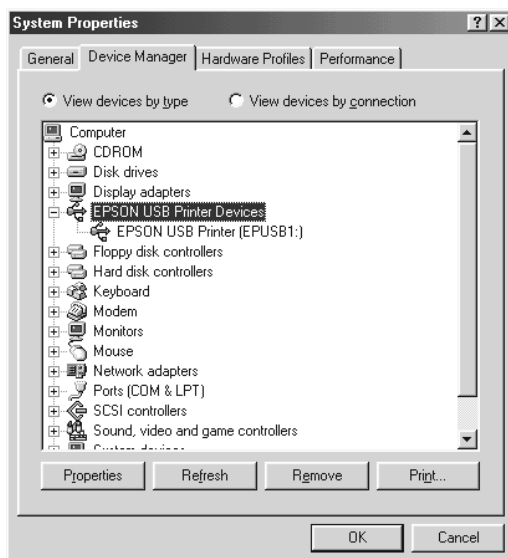 System Properties
General Device Manager Hardware Profiles Performance
View devices by type View devices by connection
Computer
CDROM
Disk drives
Display adapters
EPSON USB Printer Devices
EPSON USB Printer (EPUSB1:)
Floppy disk controllers
Hard disk controllers
Keyboard
Modem
Monitors
Mouse
Network adapters
Ports (COM & LPT)
SCSI controllers
Sound, video and game controllers
System devices
Properties Refresh Remove Print...
OK Cancel